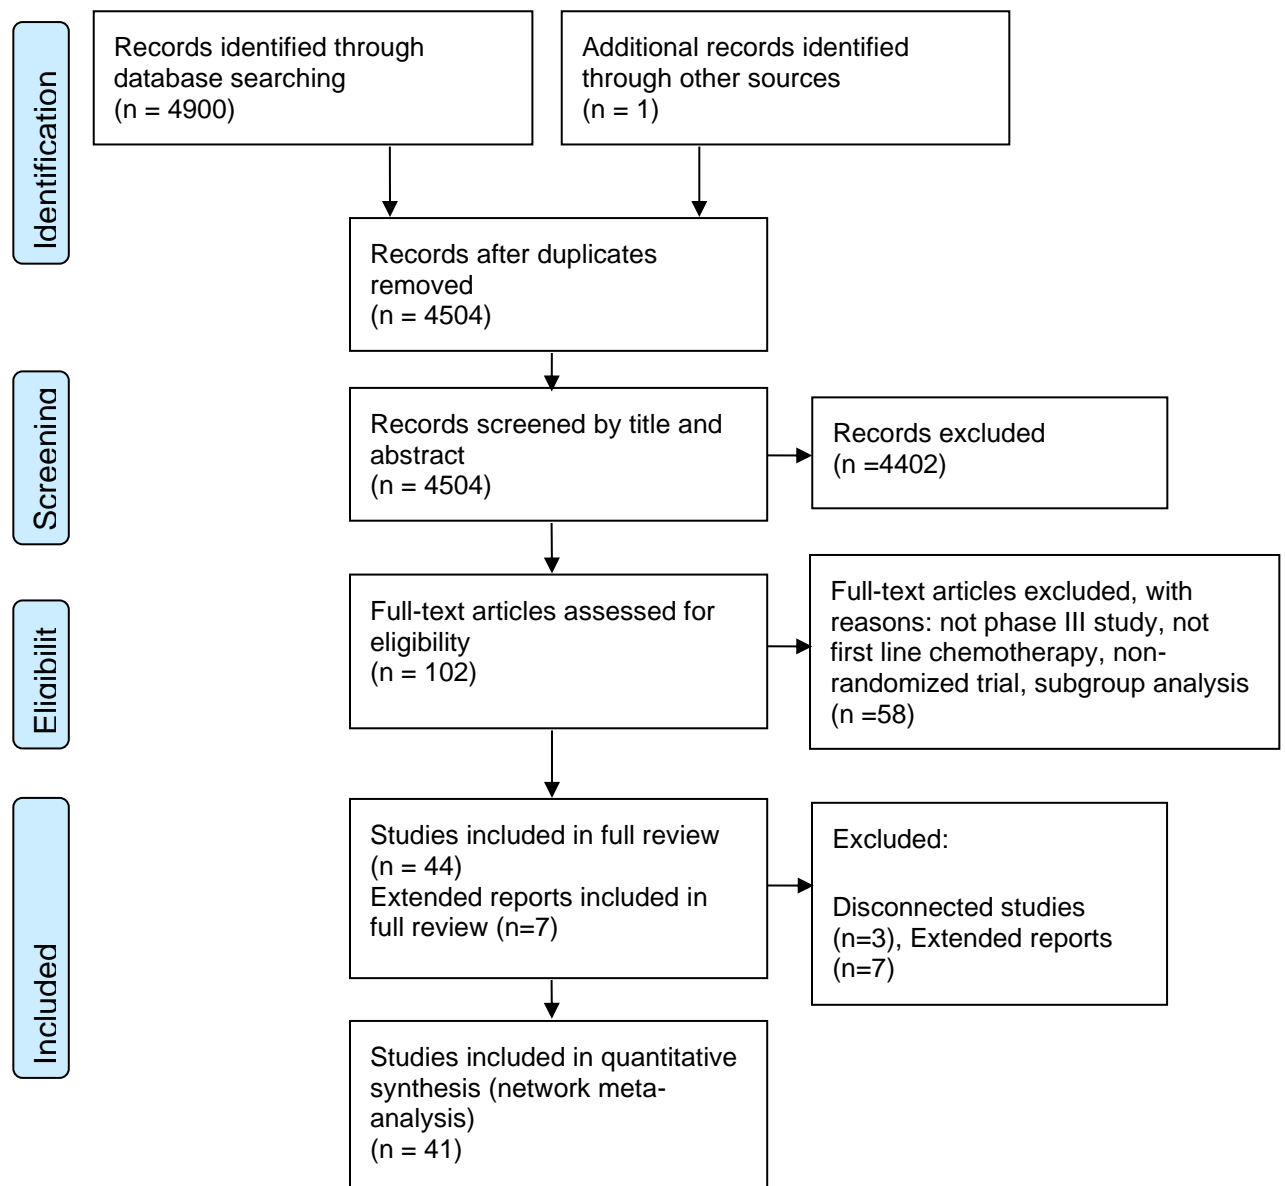 Identification
Records identified through
database searching
(n = 4900)
Additional records identified
through other sources
(n = 1)
Records after duplicates
removed
(n = 4504)
Screening
Records screened by title and
abstract
(n = 4504)
Records excluded
(n =4402)
Eligibilit
Full-text articles assessed for
eligibility
(n = 102)
Full-text articles excluded, with
reasons: not phase III study, not
first line chemotherapy, non-
randomized trial, subgroup analysis
(n =58)
Included
Studies included in full review
(n = 44)
Extended reports included in
full review (n=7)
Excluded:
Disconnected studies
(n=3), Extended reports
(n=7)
Studies included in quantitative
synthesis (network meta-
analysis)
(n = 41)